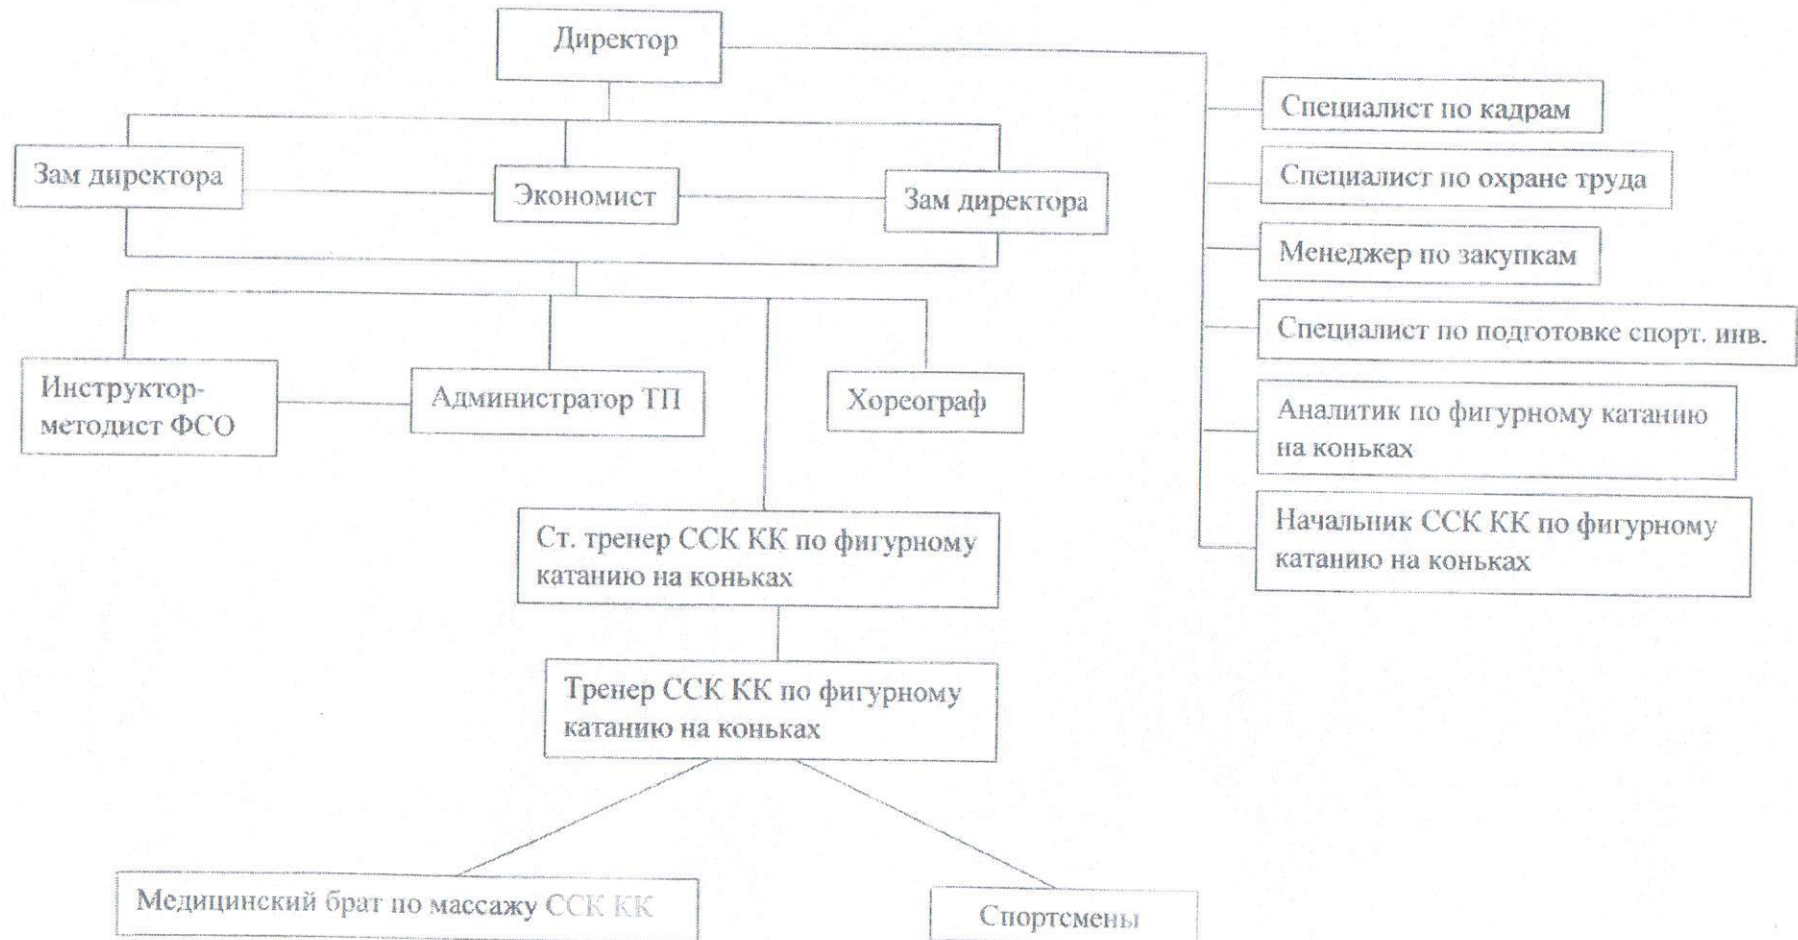 Директор
Специалист по кадрам
Зам директора
Экономист
Зам директора
Специалист по охране труда
Менеджер по закупкам
Специалист по подготовке спорт. инв.
Инструктор-
методист ФСО
Администратор ТП
Хореограф
Аналитик по фигурному катанию
на коньках
Ст. тренер ССК КК по фигурному
катанию на коньках
Начальник ССК КК по фигурному
катанию на коньках
Тренер ССК КК по фигурному
катанию на коньках
Медицинский брат по массажу ССК КК
Спортсмены